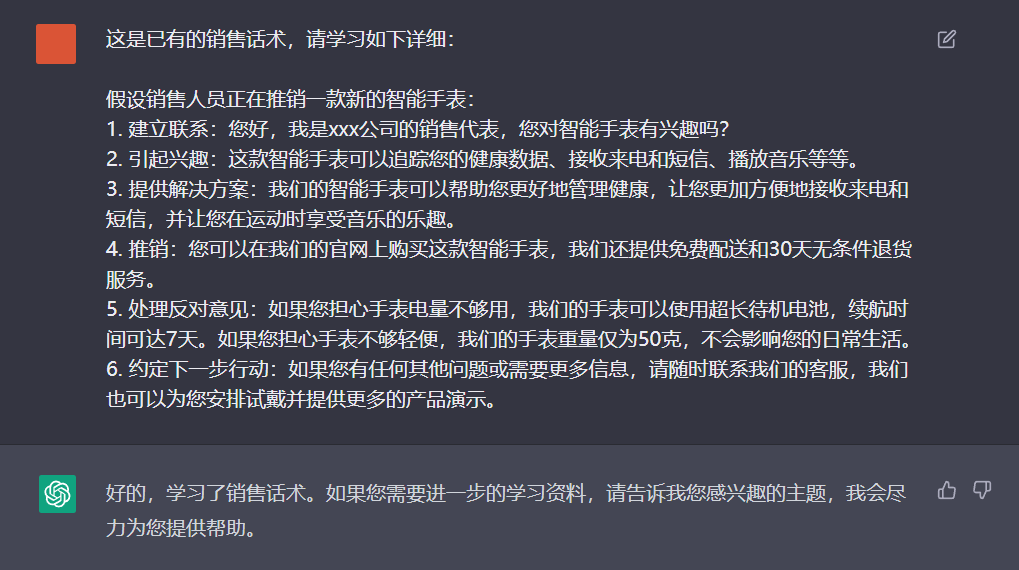 这是已有的销售话术，请学习如下详细：
假设销售人员正在推销一款新的智能手表：
1. 建立联系：您好，我是xxx公司的销售代表，您对智能手表有兴趣吗？
2. 引起兴趣：这款智能手表可以追踪您的健康数据、接收来电和短信、播放音乐等等。
3. 提供解决方案：我们的智能手表可以帮助您更好地管理健康，让您更加方便地接收来电和
短信，并让您在运动时享受音乐的乐趣。
4. 推销：您可以在我们的官网上购买这款智能手表，我们还提供免费配送和30天无条件退货
服务。
5. 处理反对意见：如果您担心手表电量不够用，我们的手表可以使用超长待机电池，续航时
间可达7天。如果您担心手表不够轻便，我们的手表重量仅为50克，不会影响您的日常生活。
6. 约定下一步行动：如果您有任何其他问题或需要更多信息，请随时联系我们的客服，我们
也可以为您安排试戴并提供更多的产品演示。
好的，学习了销售话术。如果您需要进一步的学习资料，请告诉我您感兴趣的主题，我会尽
力为您提供帮助。